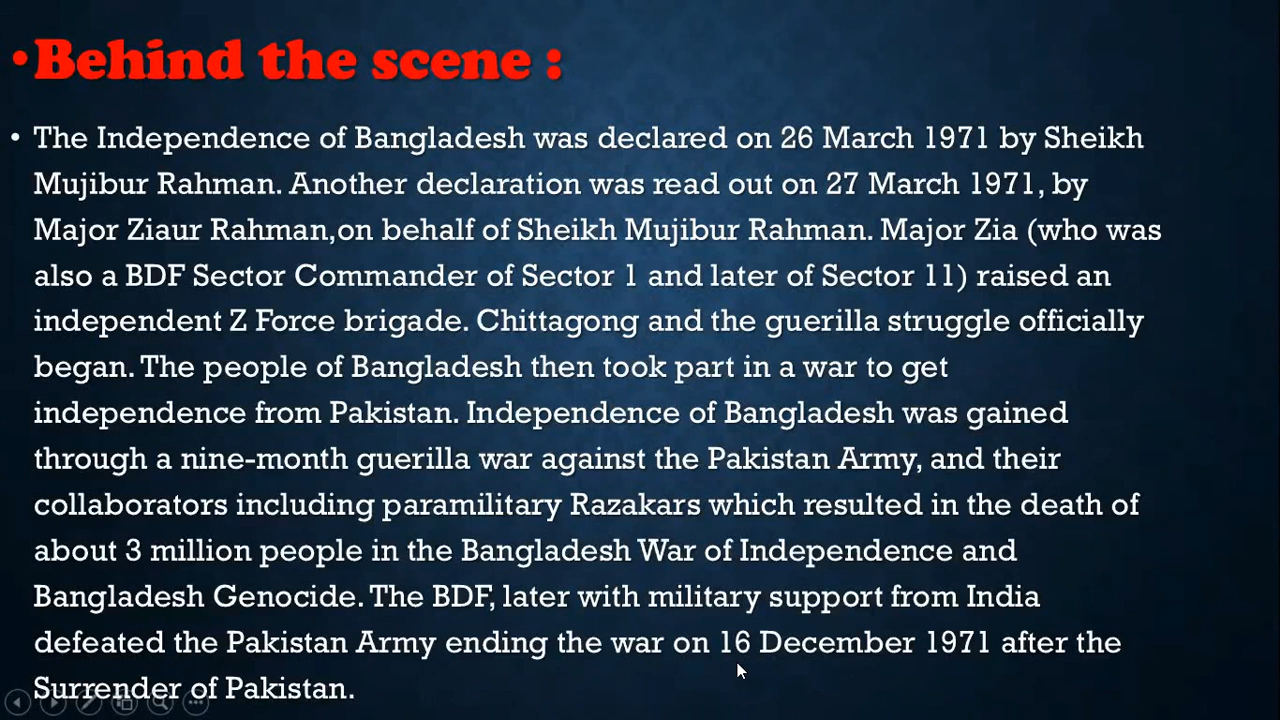 •Behind the scene :
• The Independence of Bangladesh was declared on 26 March 1971 by Sheikh
Mujibur Rahman. Another declaration was read out on 27 March 1971, by
Major Ziaur Rahman,on behalf of Sheikh Mujibur Rahman. Major Zia (who was
also a BDF Sector Commander of Sector 1 and later of Sector 11) raised an
independent Z Force brigade. Chittagong and the guerilla struggle officially
began. The people of Bangladesh then took part in a war to get
independence from Pakistan. Independence of Bangladesh was gained
through a nine-month guerilla war against the Pakistan Army, and their
collaborators including paramilitary Razakars which resulted in the death of
about 3 million people in the Bangladesh War of Independence and
Bangladesh Genocide. The BDF, later with military support from India
defeated the Pakistan Army ending the war on 16 December 1971 after the
Surrender of Pakistan.